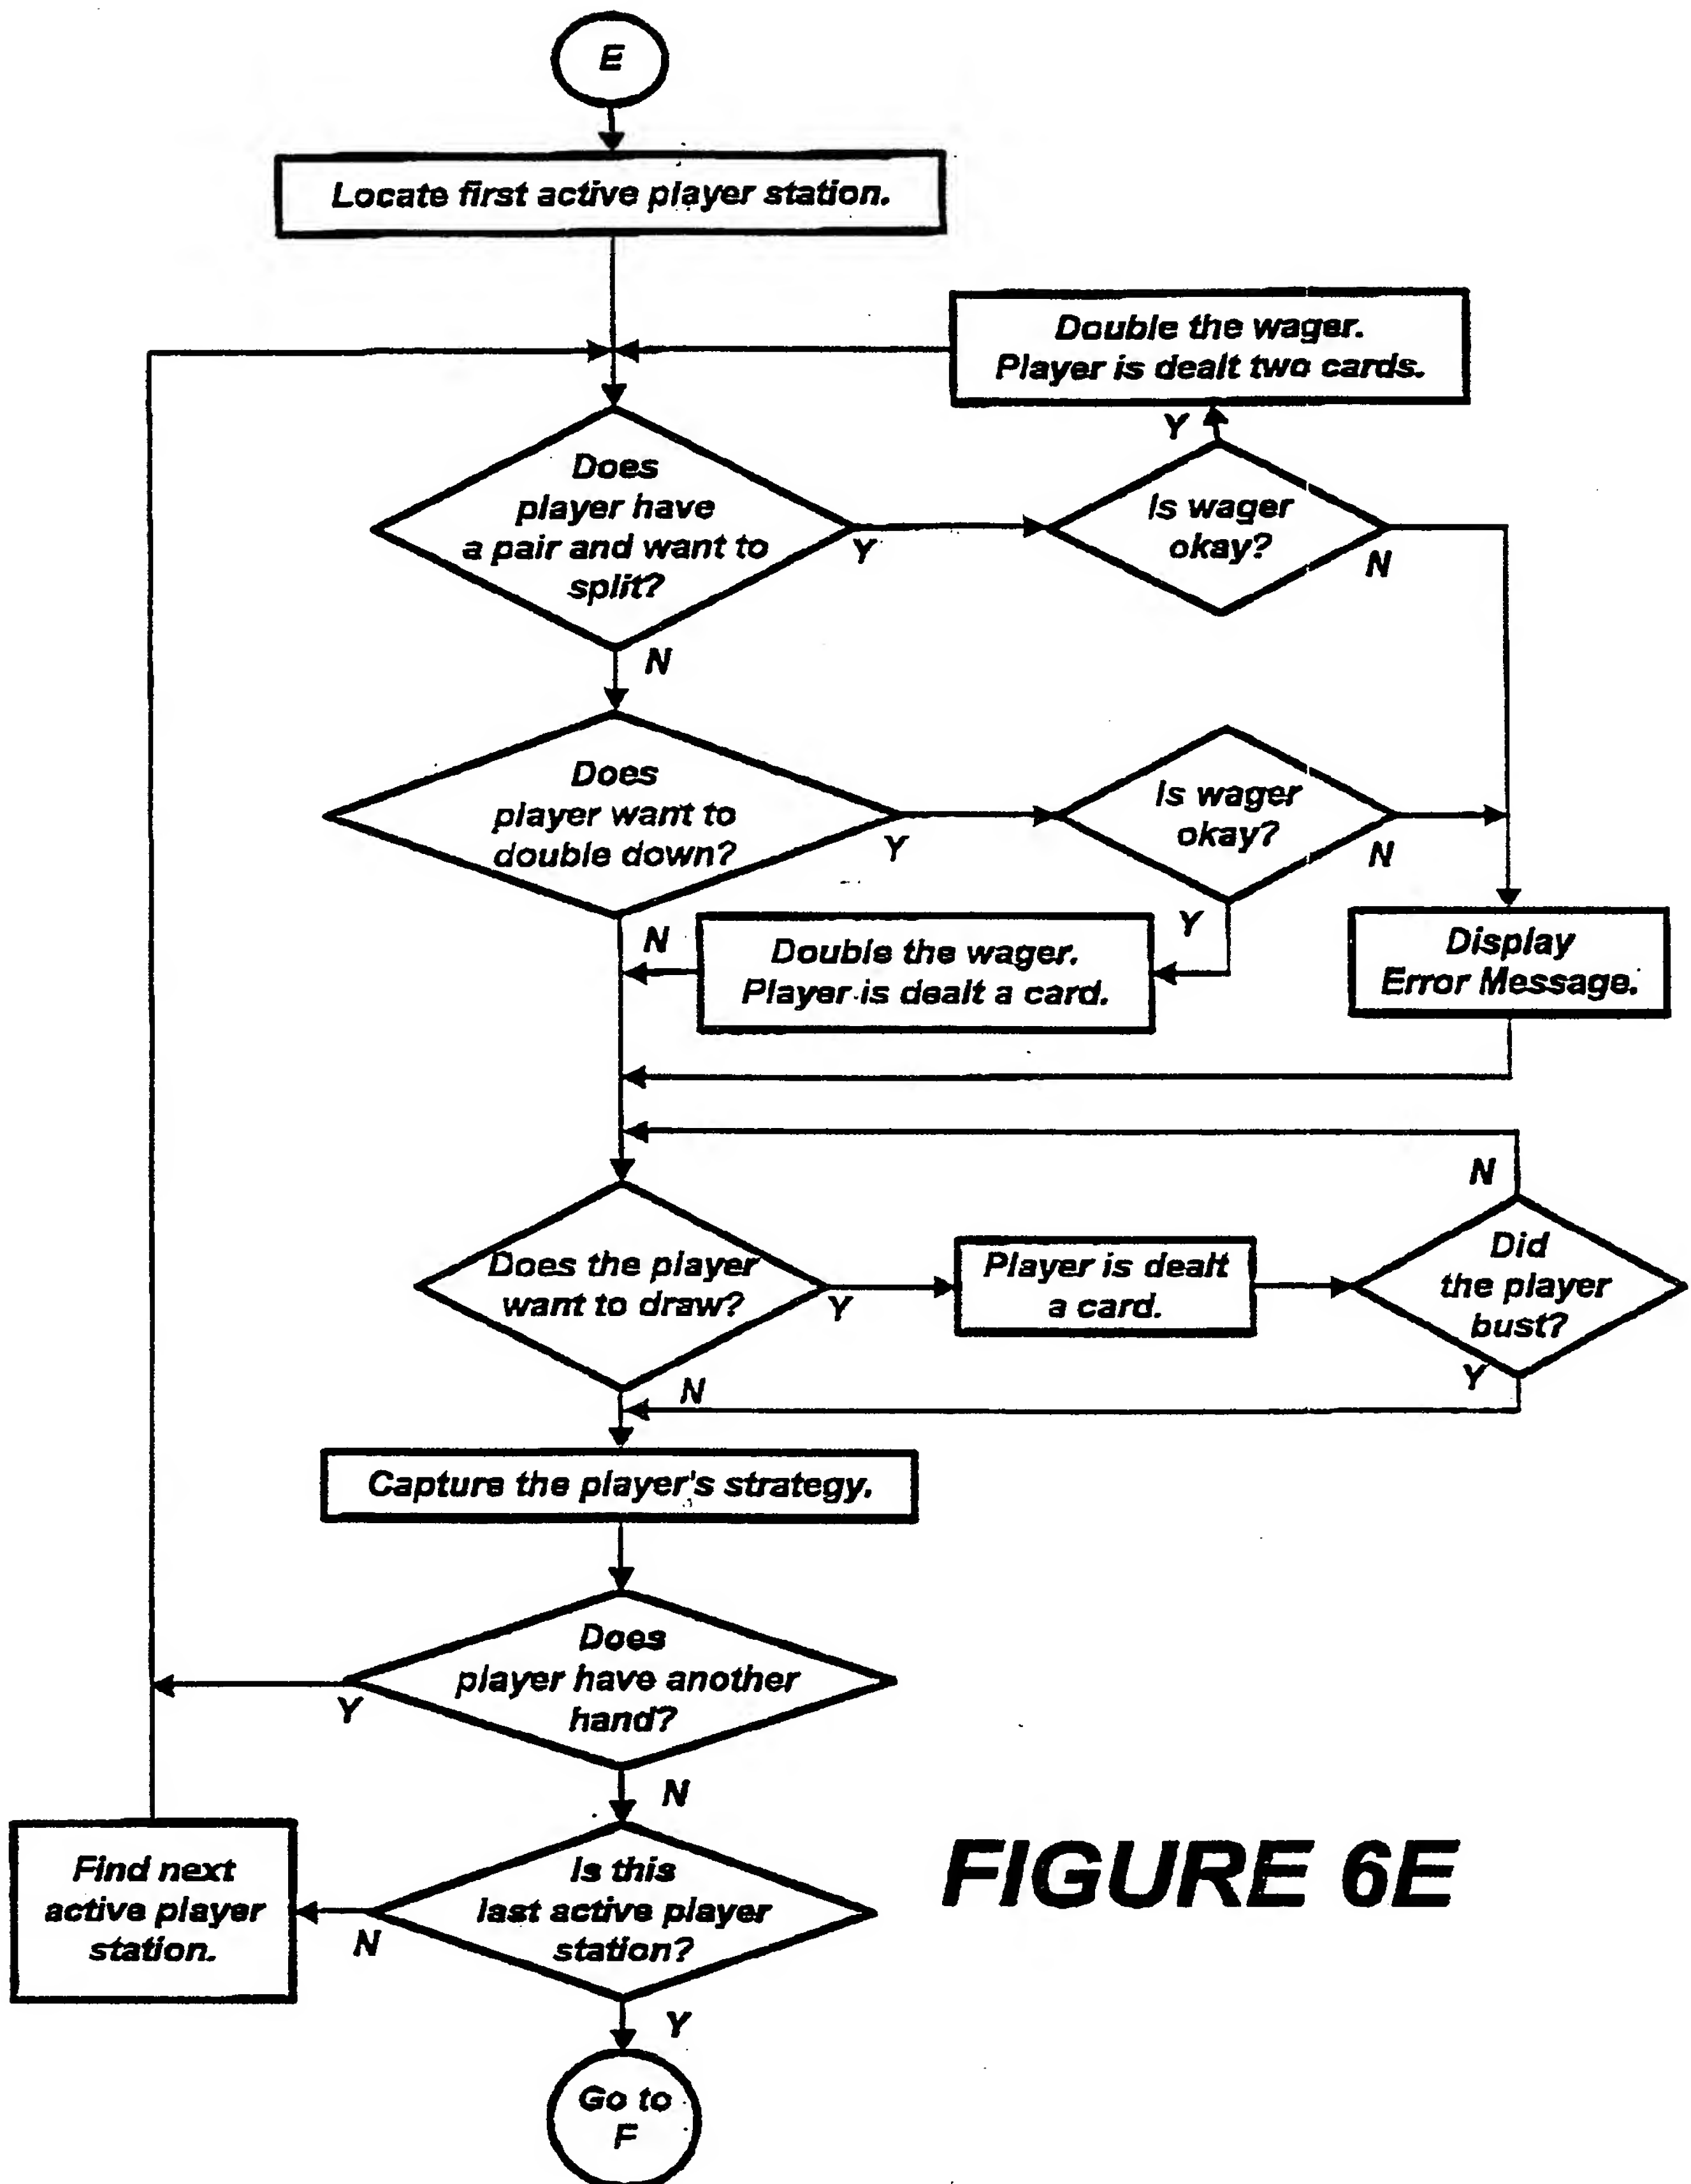 E
Locate first active player station.
Double the wager.
Player is dealt two cards.
Y
Does
player have
a pair and want to
split?
Y
Is wager
okay?
N
N
Does
player want to
double down?
Y
Is wager
okay?
N
Y
N
Double the wager.
Player is dealt a card.
Display
Error Message.
N
Does the player
want to draw?
Y
Player is dealt
a card.
Did
the player
bust?
Y
N
Capture the player's strategy.
Does
player have another
hand?
Y
N
Find next
active player
station.
Is this
last active player
station?
N
Y
Go to
F
FIGURE 6E